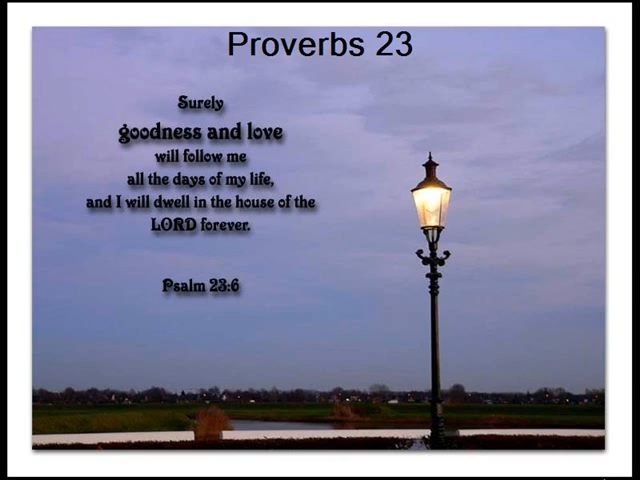 Proverbs 23
Surely
goodness and love
will follow me
all the days of my life,
and I will dwell in the house of the
LORD forever.
Psalm 23:6